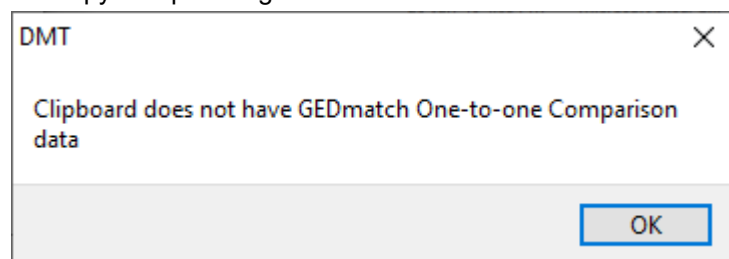 DMT
Clipboard does not have GEDmatch One-to-one Comparison
data
OK